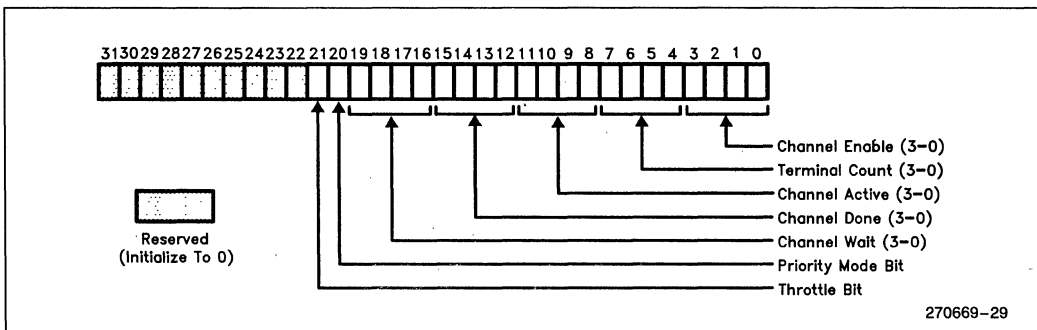 31 30 29 28 27 26 25 24 23 22 21 20 19 18 17 16 15 14 13 12 11 10 9 8 7 6 5 4 3 2 1 0
Channel Enable (3-0)
Terminal Count (3-0)
Channel Active (3-0)
Channel Done (3-0)
Channel Wait (3-0)
Priority Mode Bit
Throttle Bit
Reserved
(Initialize To 0)
270669-29